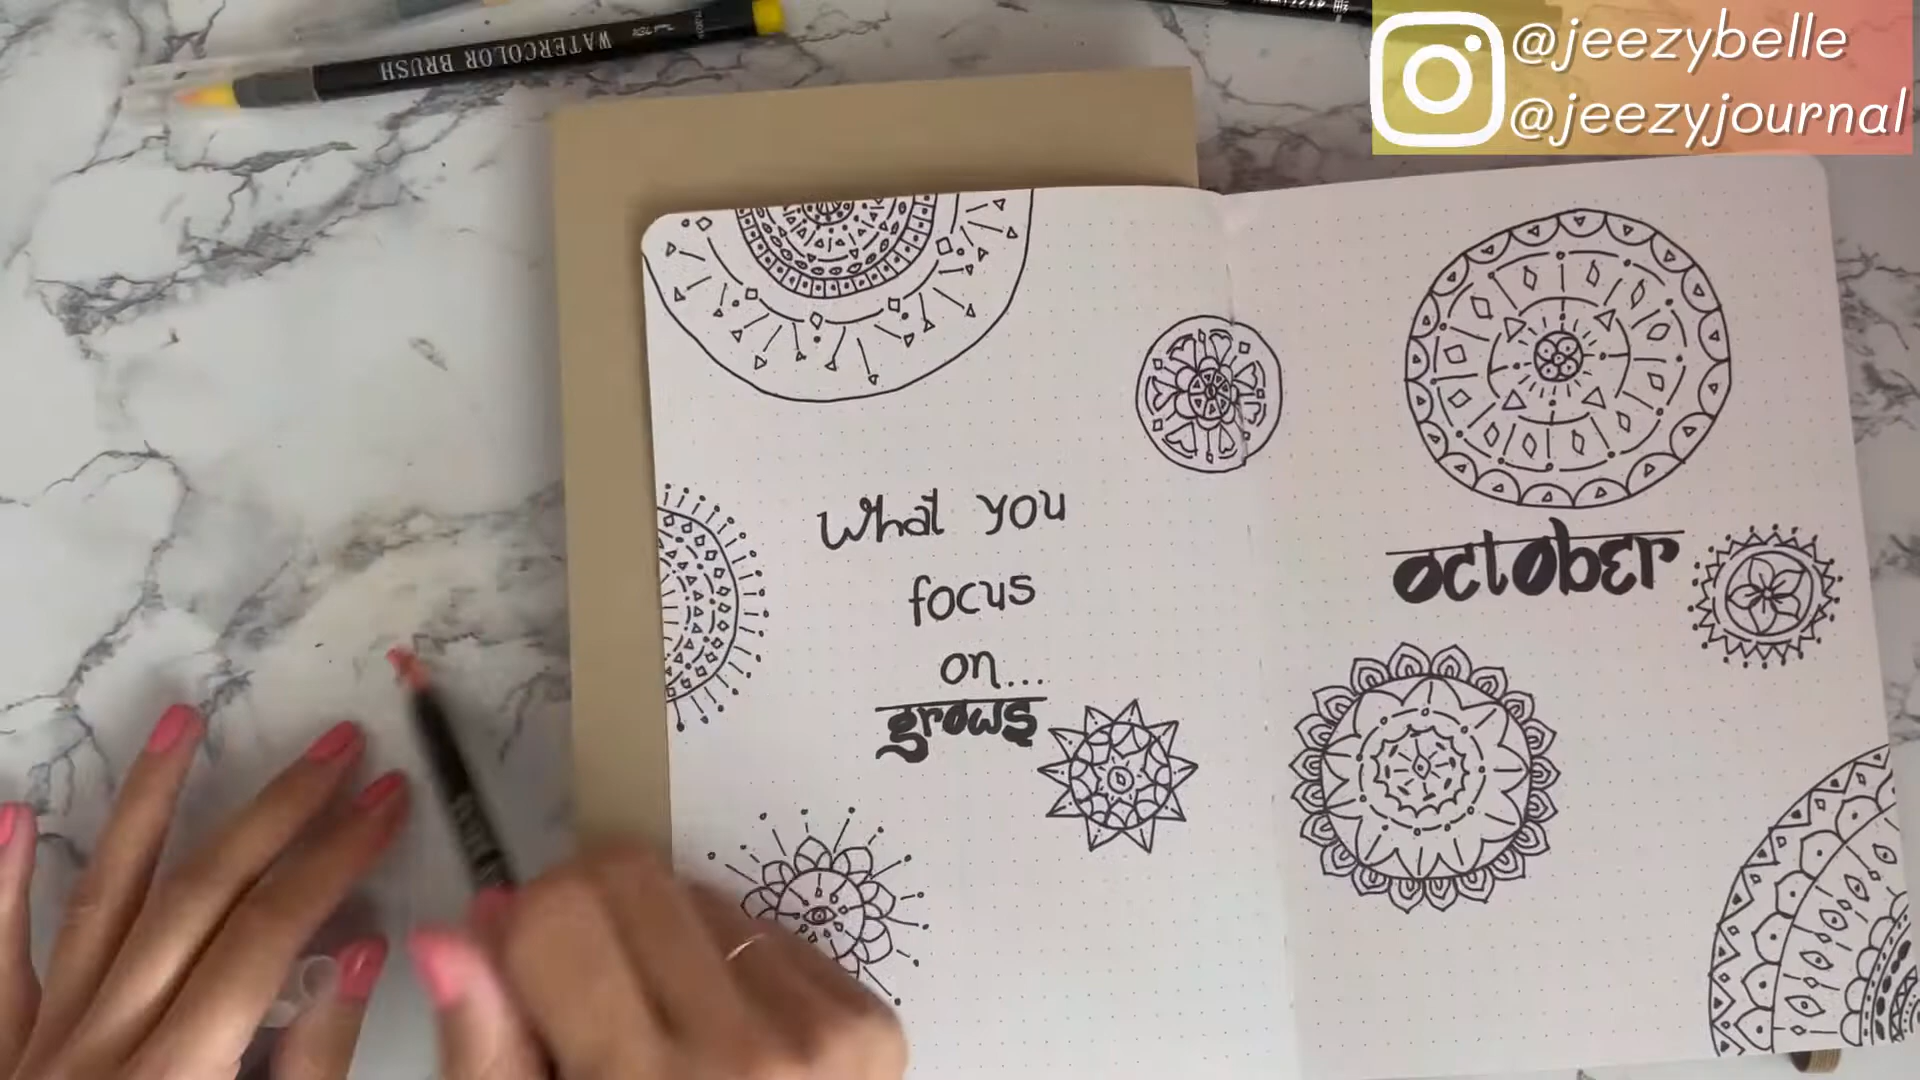 @jeezybelle
@jeezyjournal
WATERCOLOR BRUSH
What you
focus
on...
grows
october